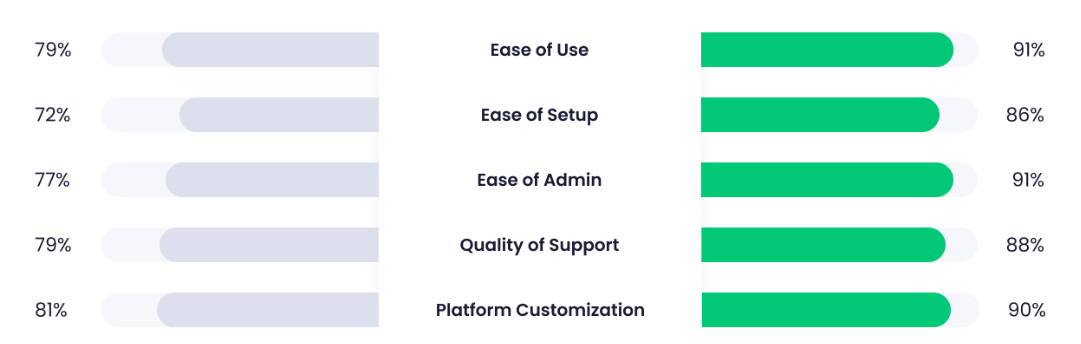 79% Ease of Use 91%
72% Ease of Setup 86%
77% Ease of Admin 91%
79% Quality of Support 88%
81% Platform Customization 90%